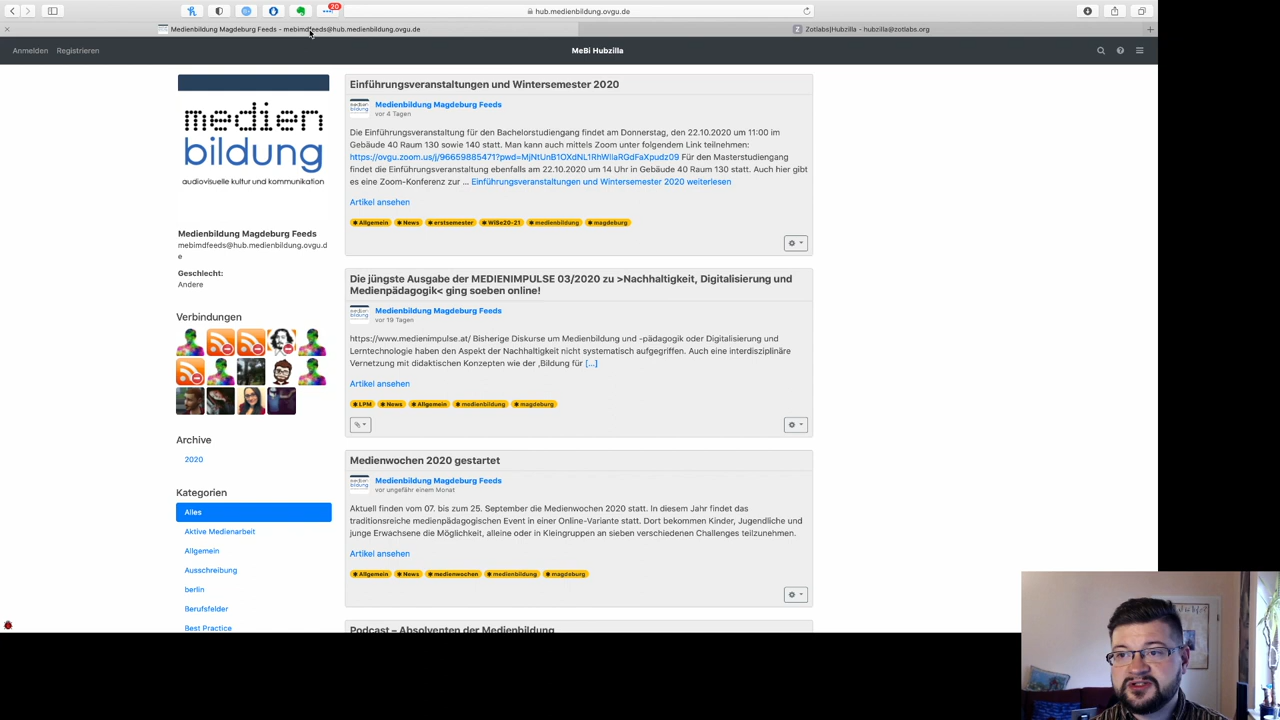 20
hub.medienbildung.ovgu.de
Medienbildung Magdeburg Feeds - mebimdfeeds@hub.medienbildung.ovgu.de
Zotlabs|Hubzilla - hubzilla@zotlabs.org
Anmelden Registrieren
MeBi Hubzilla
medien
bildung
audiovisuelle kultur und kommunikation
Medienbildung Magdeburg Feeds
mebimdfeeds@hub.medienbildung.ovgu.d
e
Geschlecht:
Andere
Verbindungen
Archive
2020
Kategorien
Alles
Aktive Medienarbeit
Allgemein
Ausschreibung
berlin
Berufsfelder
Best Practice
Einführungsveranstaltungen und Wintersemester 2020
Medienbildung Magdeburg Feeds
vor 4 Tagen
Die Einführungsveranstaltung für den Bachelorstudiengang findet am Donnerstag, den 22.10.2020 um 11:00 im
Gebäude 40 Raum 130 sowie 140 statt. Man kann auch mittels Zoom unter folgendem Link teilnehmen:
https://ovgu.zoom.us/j/96659885471?pwd=MjNtUnB1OXdNL1RhWllaRGdFaXpudz09 Für den Masterstudiengang
findet die Einführungsveranstaltung ebenfalls am 22.10.2020 um 14 Uhr in Gebäude 40 Raum 130 statt. Auch hier gibt
es eine Zoom-Konferenz zur ... Einführungsveranstaltungen und Wintersemester 2020 weiterlesen
Artikel ansehen
Allgemein News erstsemester WiSe20-21 medienbildung magdeburg
Die jüngste Ausgabe der MEDIENIMPULSE 03/2020 zu >Nachhaltigkeit, Digitalisierung und
Medienpädagogik< ging soeben online!
Medienbildung Magdeburg Feeds
vor 19 Tagen
https://www.medienimpulse.at/ Bisherige Diskurse um Medienbildung und -pädagogik oder Digitalisierung und
Lerntechnologie haben den Aspekt der Nachhaltigkeit nicht systematisch aufgegriffen. Auch eine interdisziplinäre
Vernetzung mit didaktischen Konzepten wie der ‚Bildung für [...]
Artikel ansehen
LPM News Allgemein medienbildung magdeburg
Medienwochen 2020 gestartet
Medienbildung Magdeburg Feeds
vor ungefähr einem Monat
Aktuell finden vom 07. bis zum 25. September die Medienwochen 2020 statt. In diesem Jahr findet das
traditionsreiche medienpädagogischen Event in einer Online-Variante statt. Dort bekommen Kinder, Jugendliche und
junge Erwachsene die Möglichkeit, alleine oder in Kleingruppen an sieben verschiedenen Challenges teilzunehmen.
Artikel ansehen
Allgemein News medienwochen medienbildung magdeburg
Podcast – Absolventen der Medienbildung